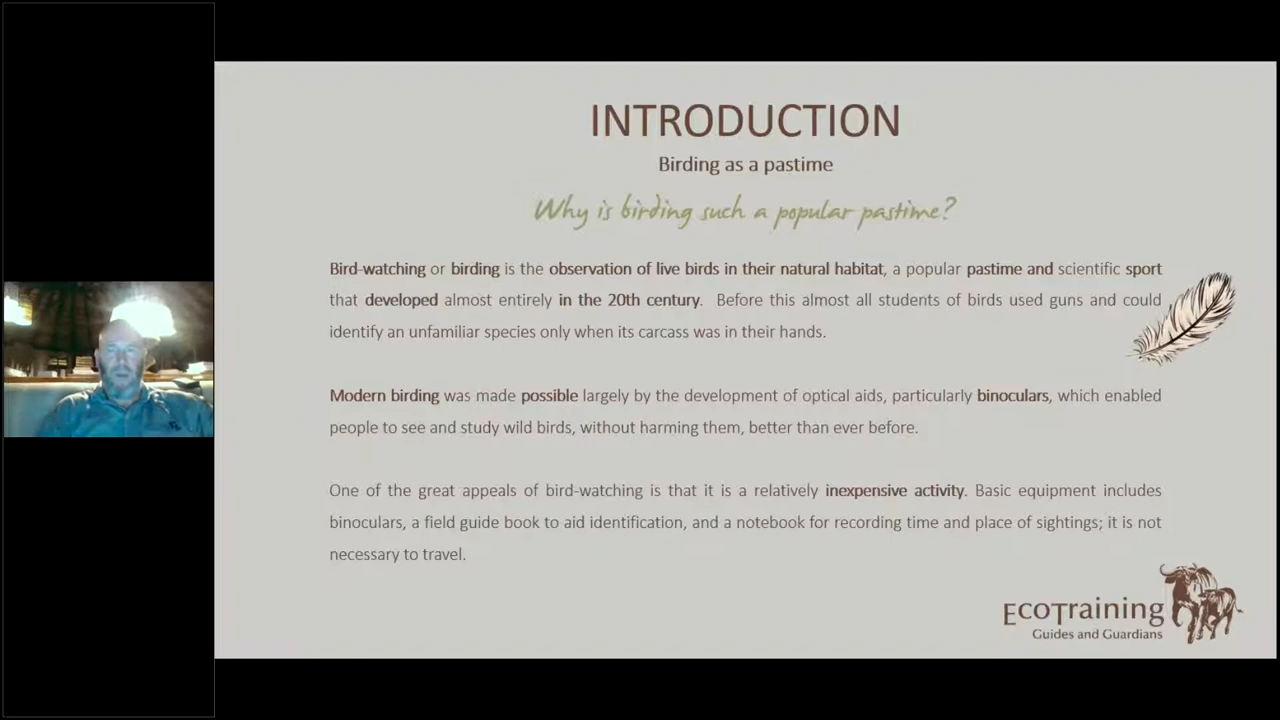 INTRODUCTION
Birding as a pastime
Why is birding such a popular pastime?
Bird-watching or birding is the observation of live birds in their natural habitat, a popular pastime and scientific sport
that developed almost entirely in the 20th century. Before this almost all students of birds used guns and could
identify an unfamiliar species only when its carcass was in their hands.
Modern birding was made possible largely by the development of optical aids, particularly binoculars, which enabled
people to see and study wild birds, without harming them, better than ever before.
One of the great appeals of bird-watching is that it is a relatively inexpensive activity. Basic equipment includes
binoculars, a field guide book to aid identification, and a notebook for recording time and place of sightings; it is not
necessary to travel.
EcoTraining
Guides and Guardians